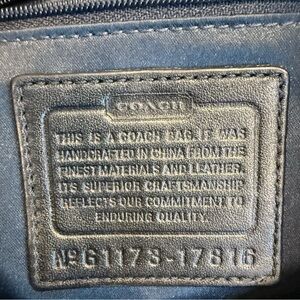 COACH
THIS IS A COACH BAG. IT WAS
HANDCRAFTED IN CHINA FROM THE
FINEST MATERIALS AND LEATHER.
ITS SUPERIOR CRAFTSMANSHIP
REFLECTS OUR COMMITMENT TO
ENDURING QUALITY.
Nº G1173-17816